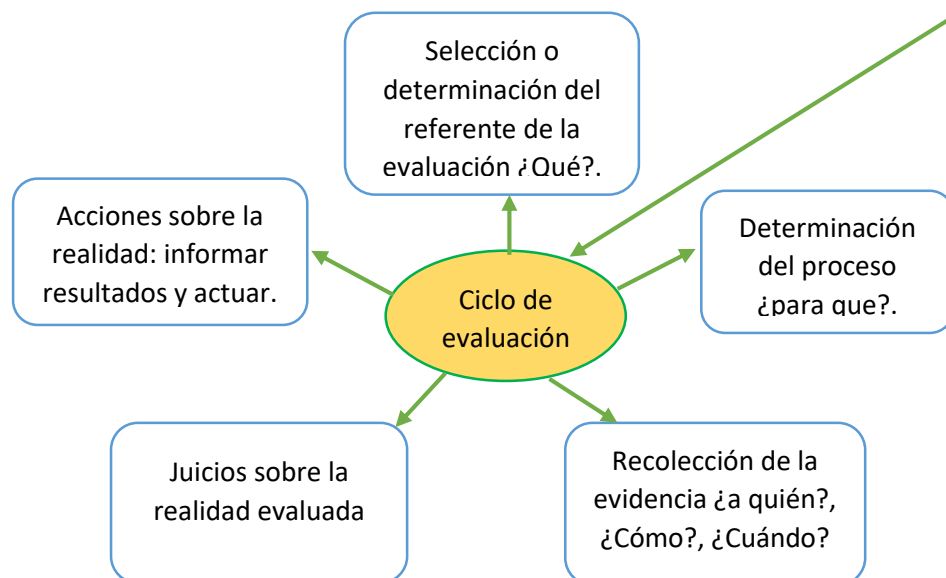 Selección o
determinación del
referente de la
evaluación ¿Qué?.
Acciones sobre la
realidad: informar
resultados y actuar.
Determinación
del proceso
¿para que?.
Ciclo de
evaluación
Juicios sobre la
realidad evaluada
Recolección de la
evidencia ¿a quién?,
¿Cómo?, ¿Cuándo?